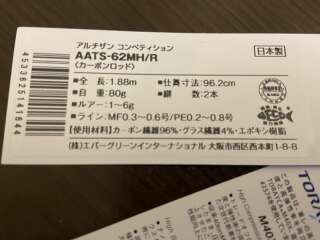 アルチザン コンペティション
AATS-62MH/R
〈カーボンロッド〉
日本製
■全 長:1.88m ■仕舞寸法:96.2cm
■自 重:80g ■継 数:2本
■ルアー:1〜6g
■ライン:MF0.3〜0.6号/PE0.2〜0.8号
【使用材料】カーボン繊維96%・グラス繊維4%・エポキシ樹脂
(株)エバーグリーンインターナショナル 大阪市西区西本町1-8-8
4533625141644
TORA
M40